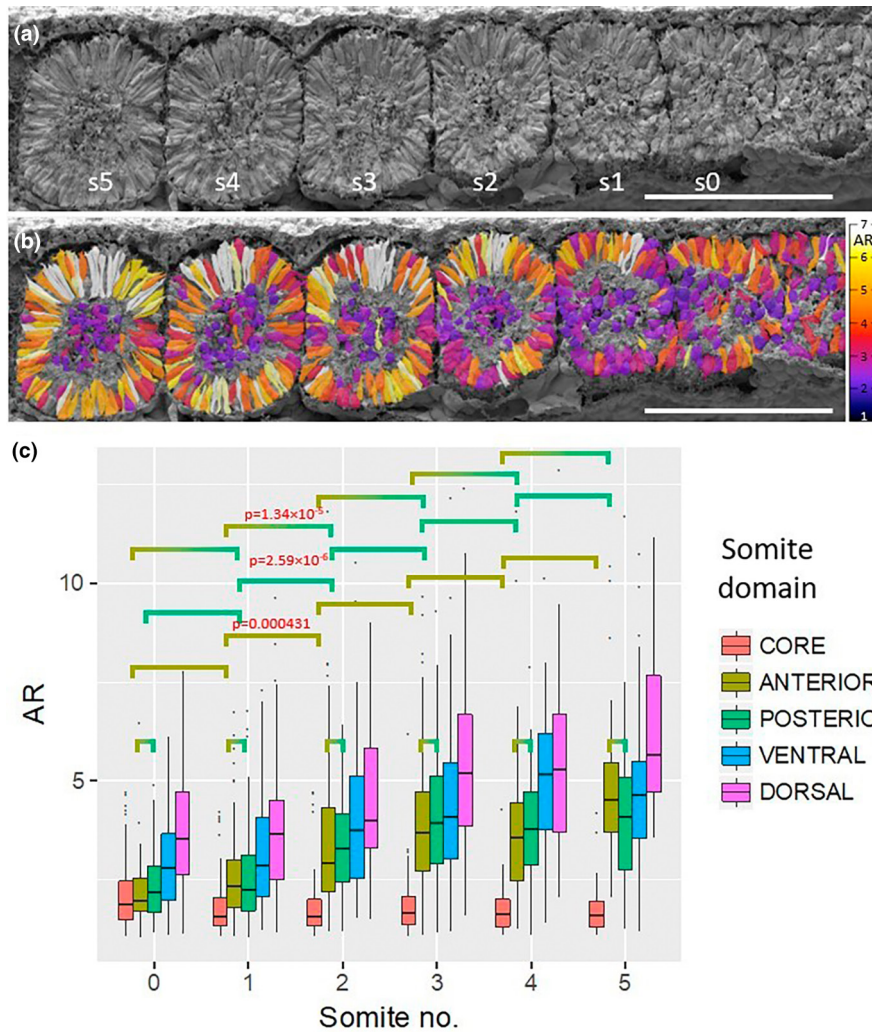 (a)
s5 s4 s3 s2 s1 s0
(b)
7
AR
6
5
4
3
2
1
(c)
p=1.34×10⁻⁵
p=2.59×10⁻⁶
p=0.000431
10
5
AR
0 1 2 3 4 5
Somite no.
Somite
domain
CORE
ANTERIOR
POSTERIO
VENTRAL
DORSAL